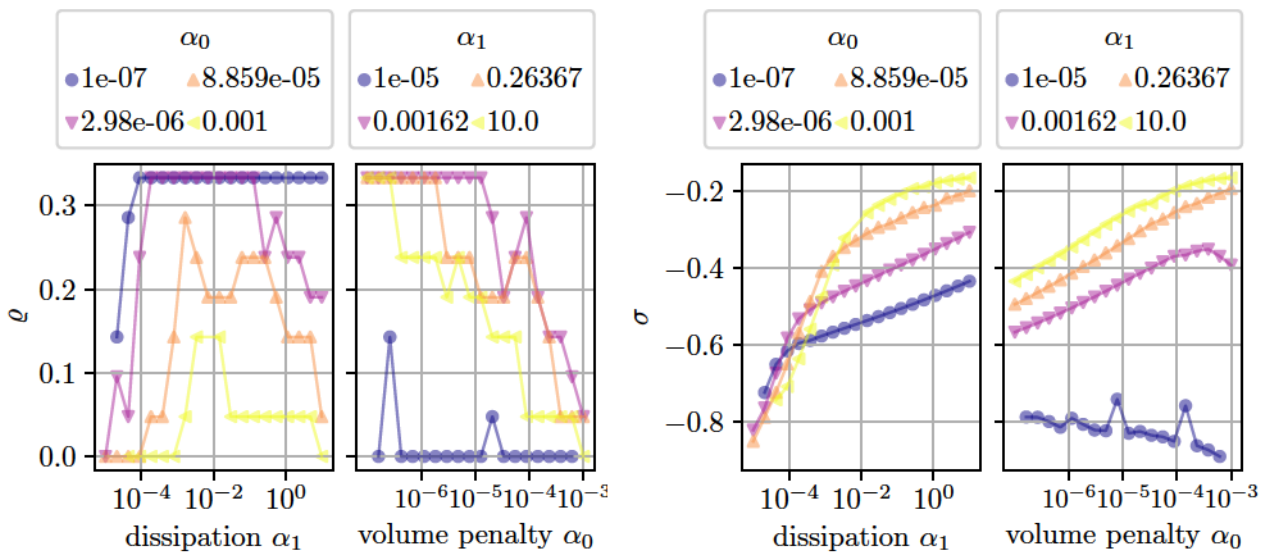 α₀
1e-07 8.859e-05
2.98e-06 0.001
α₁
1e-05 0.26367
0.00162 10.0
α₀
1e-07 8.859e-05
2.98e-06 0.001
α₁
1e-05 0.26367
0.00162 10.0
ϱ
0.3
0.2
0.1
0.0
10⁻⁴ 10⁻² 10⁰
dissipation α₁
10⁻⁶ 10⁻⁵ 10⁻⁴ 10⁻³
volume penalty α₀
σ
−0.2
−0.4
−0.6
−0.8
10⁻⁴ 10⁻² 10⁰
dissipation α₁
10⁻⁶ 10⁻⁵ 10⁻⁴ 10⁻³
volume penalty α₀